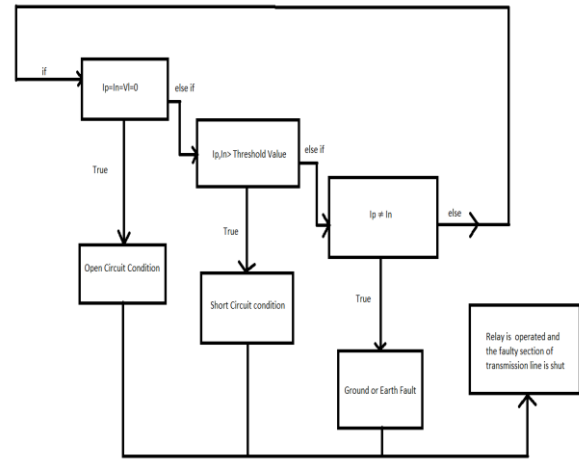 if
Ip=In=Vl=0
else if
Ip,In> Threshold Value
else if
Ip ≠ In
else
True
True
True
Open Circuit Condition
Short Circuit condition
Ground or Earth Fault
Relay is operated and
the faulty section of
transmission line is shut